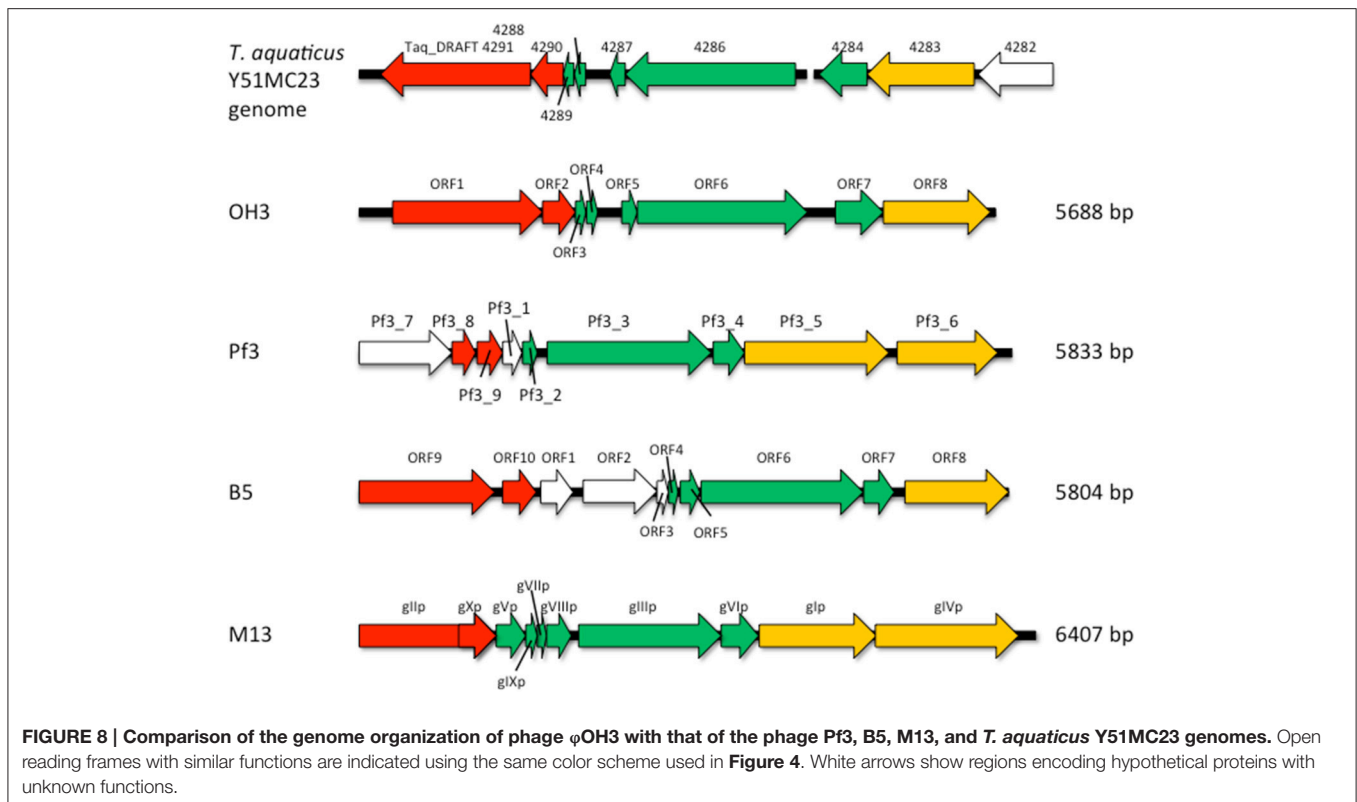 4288
T. aquaticus
Y51MC23
genome
Taq_DRAFT 4291 4290 4287 4286 4284 4283 4282
4289
OH3
ORF4
ORF1 ORF2 ORF5 ORF6 ORF7 ORF8
5688 bp
ORF3
Pf3_1
Pf3
Pf3_7 Pf3_8 Pf3_3 Pf3_4 Pf3_5 Pf3_6
5833 bp
Pf3_9 Pf3_2
ORF4
B5
ORF9 ORF10 ORF1 ORF2 ORF6 ORF7 ORF8
5804 bp
ORF3 ORF5
gVIIp
M13
gIIp gXp gVp gVIIIp gIIIp gVIp gIp gIVp
6407 bp
gIXp
FIGURE 8 | Comparison of the genome organization of phage φOH3 with that of the phage Pf3, B5, M13, and T. aquaticus Y51MC23 genomes. Open
reading frames with similar functions are indicated using the same color scheme used in Figure 4. White arrows show regions encoding hypothetical proteins with
unknown functions.